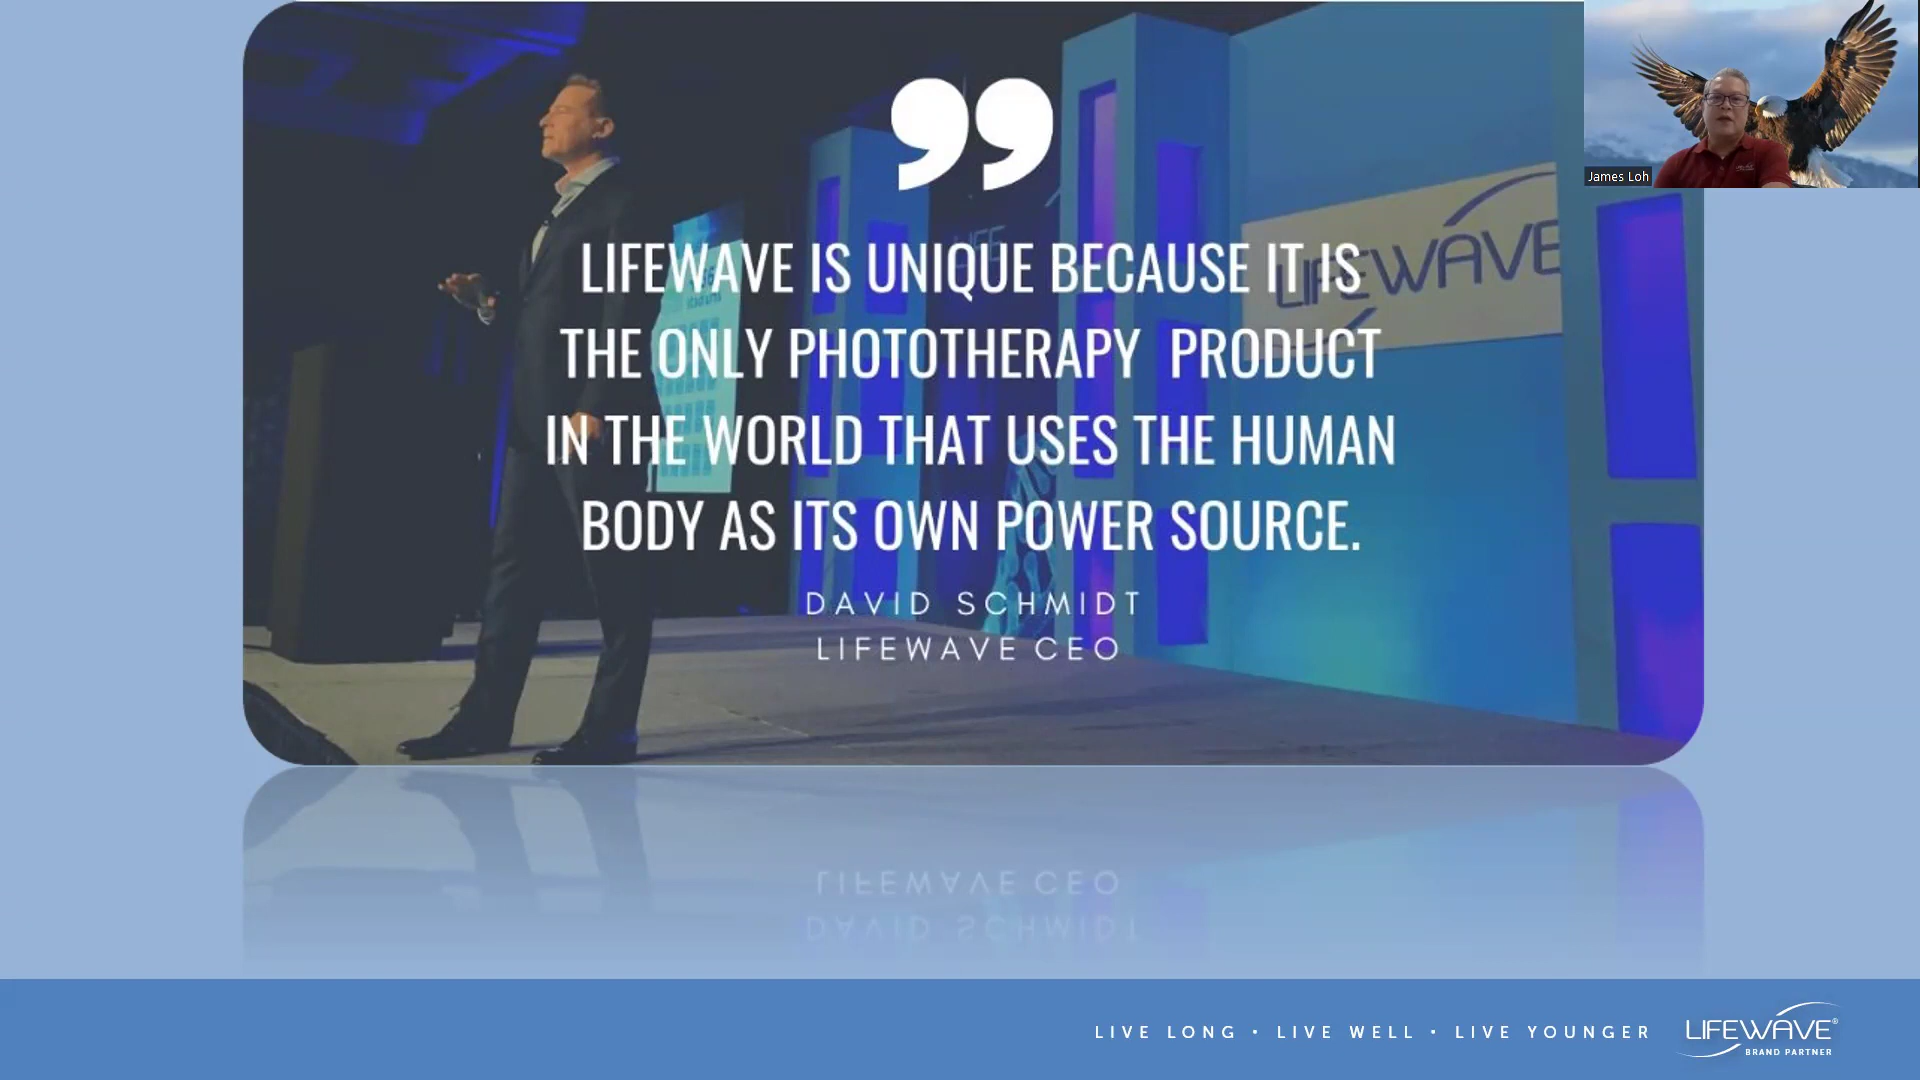 James Loh
LIFEWAVE
LIFEWAVE IS UNIQUE BECAUSE IT IS
THE ONLY PHOTOTHERAPY PRODUCT
IN THE WORLD THAT USES THE HUMAN
BODY AS ITS OWN POWER SOURCE.
DAVID SCHMIDT
LIFEWAVE CEO
LIVE LONG • LIVE WELL • LIVE YOUNGER
LIFEWAVE®
BRAND PARTNER